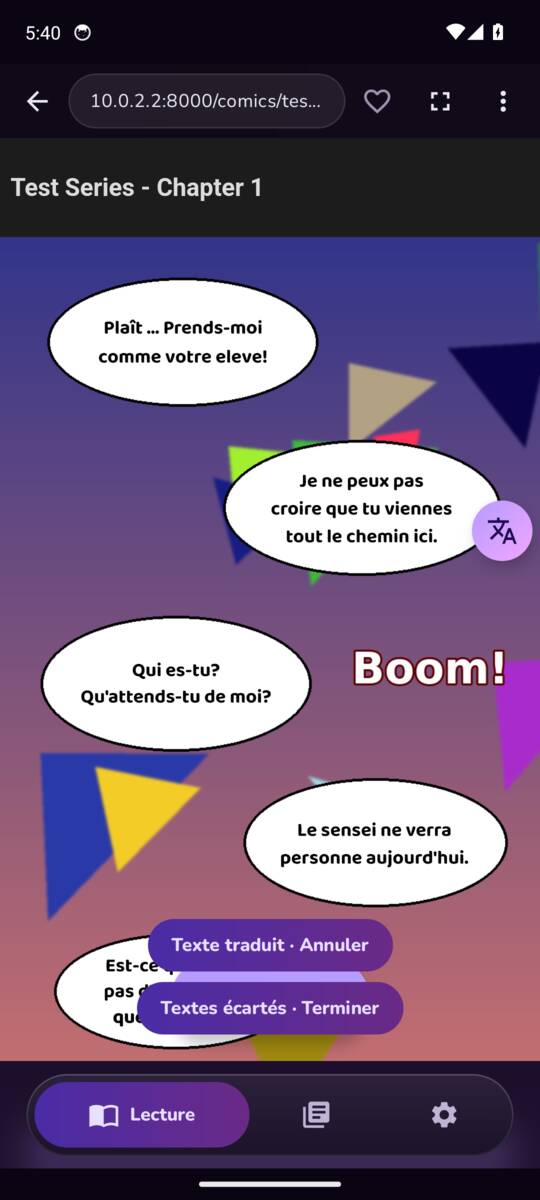 5:40
10.0.2.2:8000/comics/tes...
Test Series - Chapter 1
Plaît ... Prends-moi
comme votre eleve!
Je ne peux pas
croire que tu viennes
tout le chemin ici.
Qui es-tu?
Qu'attends-tu de moi?
Boom!
Le sensei ne verra
personne aujourd'hui.
Est-ce
pas
Texte traduit · Annuler
Textes écartés · Terminer
Lecture